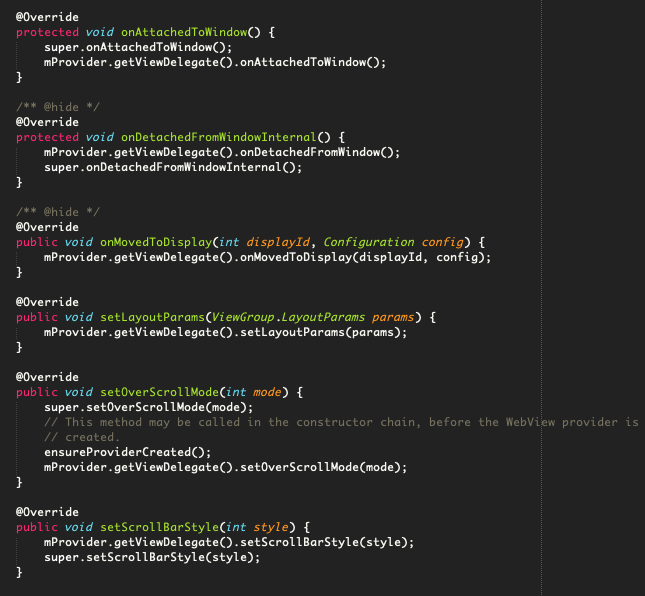 @Override
protected void onAttachedToWindow() {
    super.onAttachedToWindow();
    mProvider.getViewDelegate().onAttachedToWindow();
}

/** @hide */
@Override
protected void onDetachedFromWindowInternal() {
    mProvider.getViewDelegate().onDetachedFromWindow();
    super.onDetachedFromWindowInternal();
}

/** @hide */
@Override
public void onMovedToDisplay(int displayId, Configuration config) {
    mProvider.getViewDelegate().onMovedToDisplay(displayId, config);
}

@Override
public void setLayoutParams(ViewGroup.LayoutParams params) {
    mProvider.getViewDelegate().setLayoutParams(params);
}

@Override
public void setOverScrollMode(int mode) {
    super.setOverScrollMode(mode);
    // This method may be called in the constructor chain, before the WebView provider is
    // created.
    ensureProviderCreated();
    mProvider.getViewDelegate().setOverScrollMode(mode);
}

@Override
public void setScrollBarStyle(int style) {
    mProvider.getViewDelegate().setScrollBarStyle(style);
    super.setScrollBarStyle(style);
}